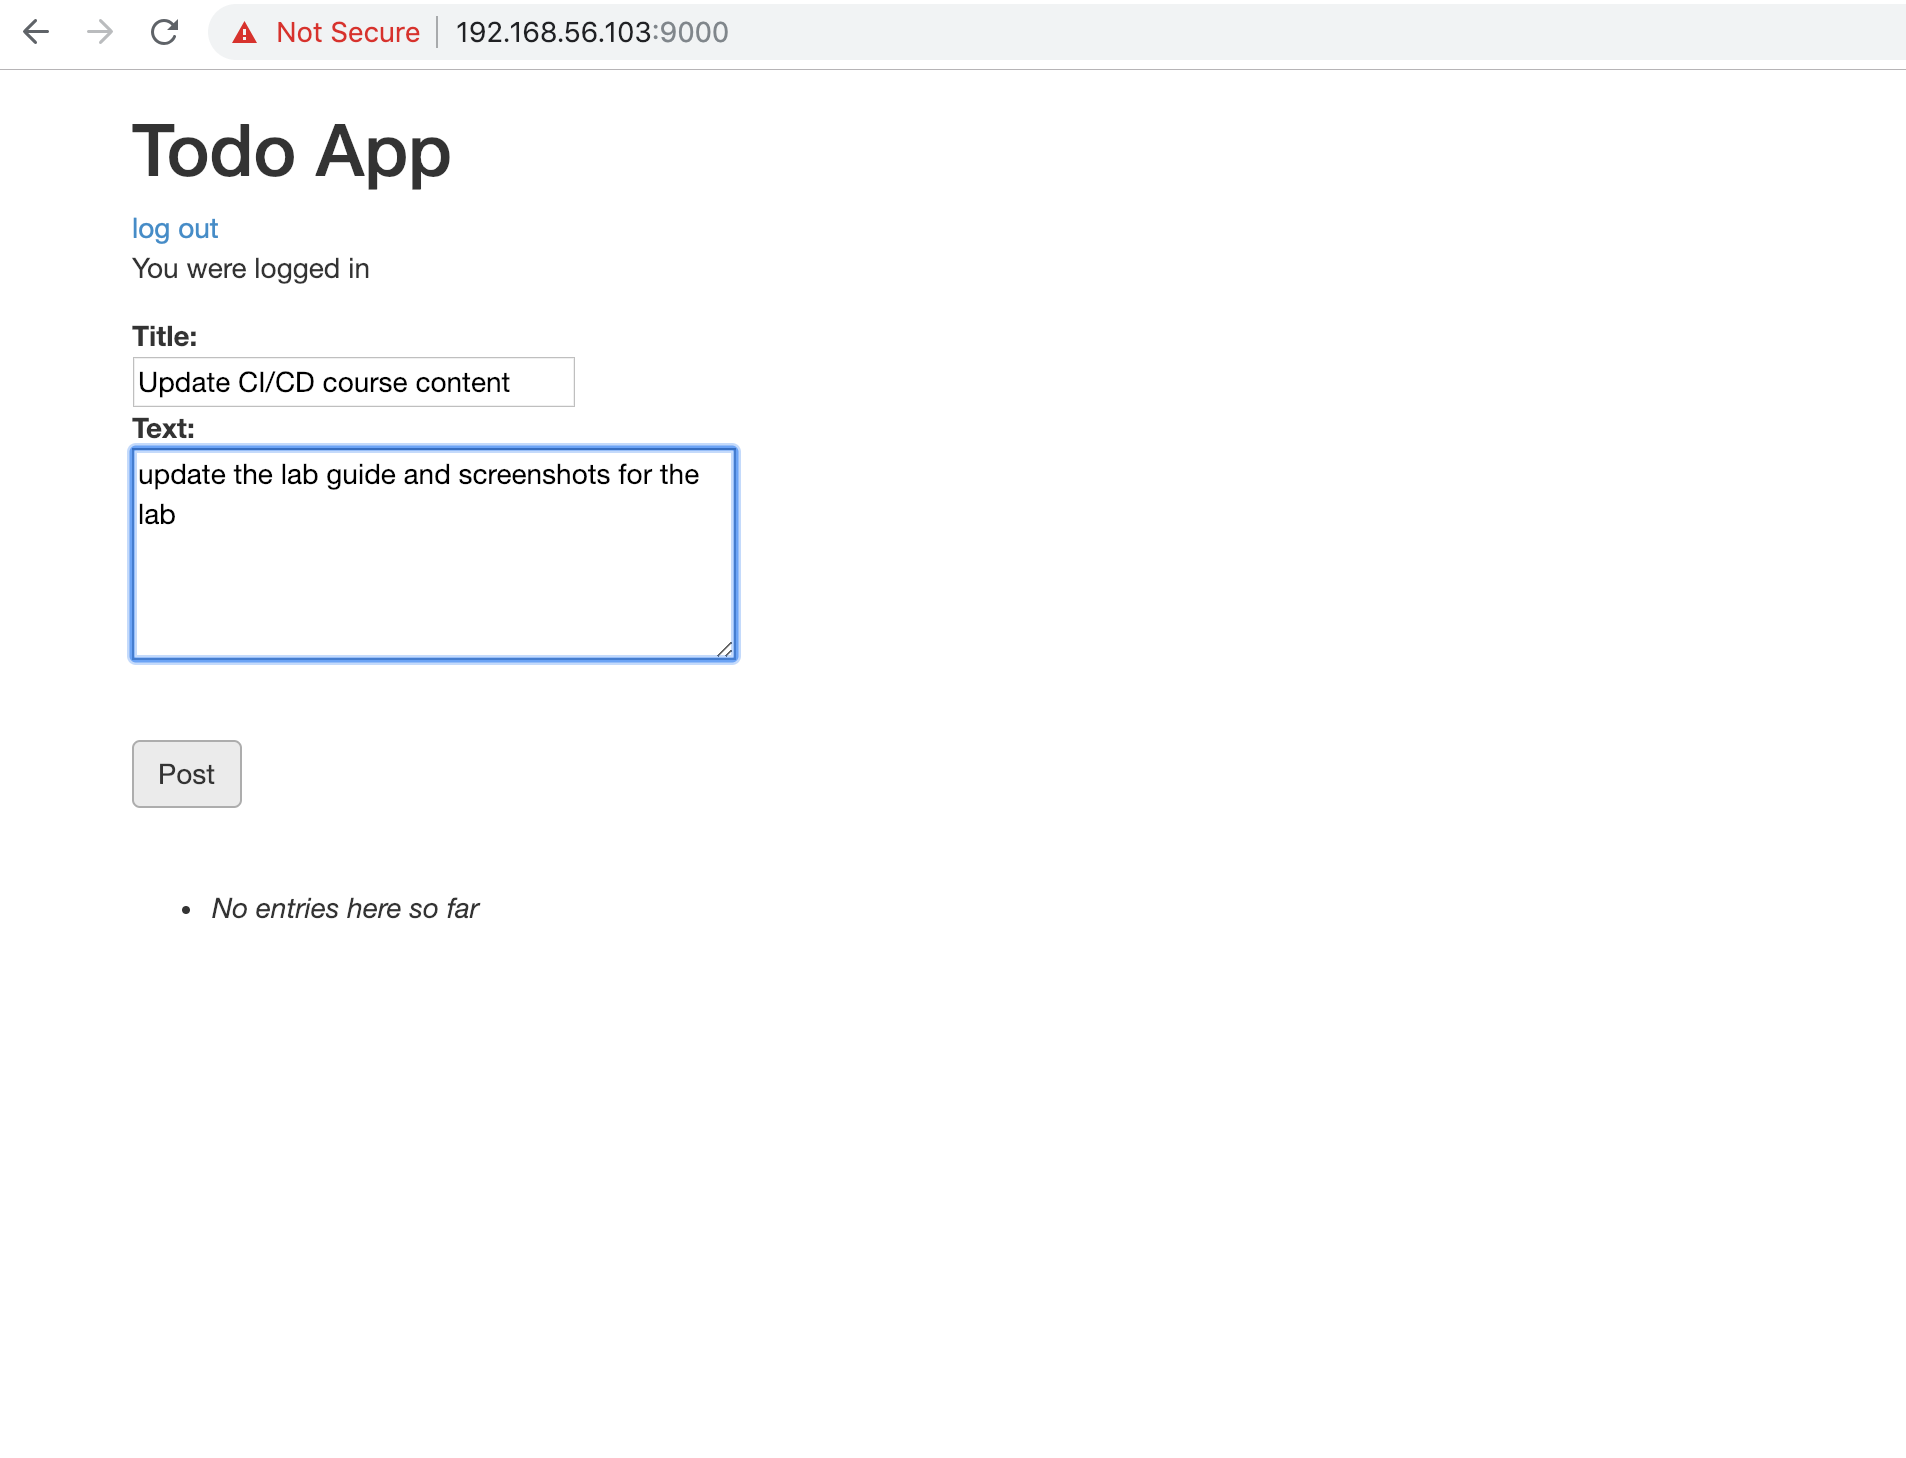 Not Secure | 192.168.56.103:9000
Todo App
log out
You were logged in
Title:
Update CI/CD course content
Text:
update the lab guide and screenshots for the
lab
Post
• No entries here so far